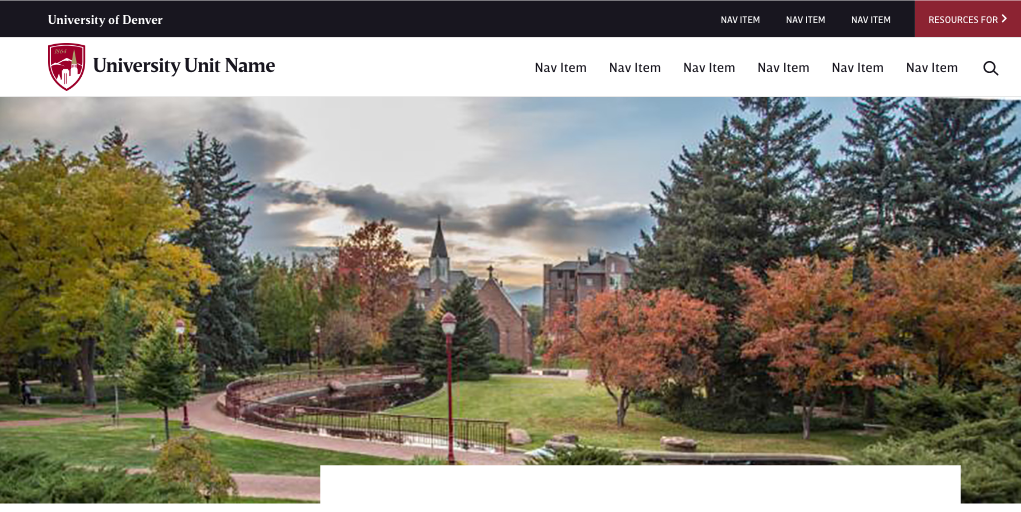 University of Denver
NAV ITEM NAV ITEM NAV ITEM RESOURCES FOR
1864
University Unit Name
Nav Item Nav Item Nav Item Nav Item Nav Item Nav Item